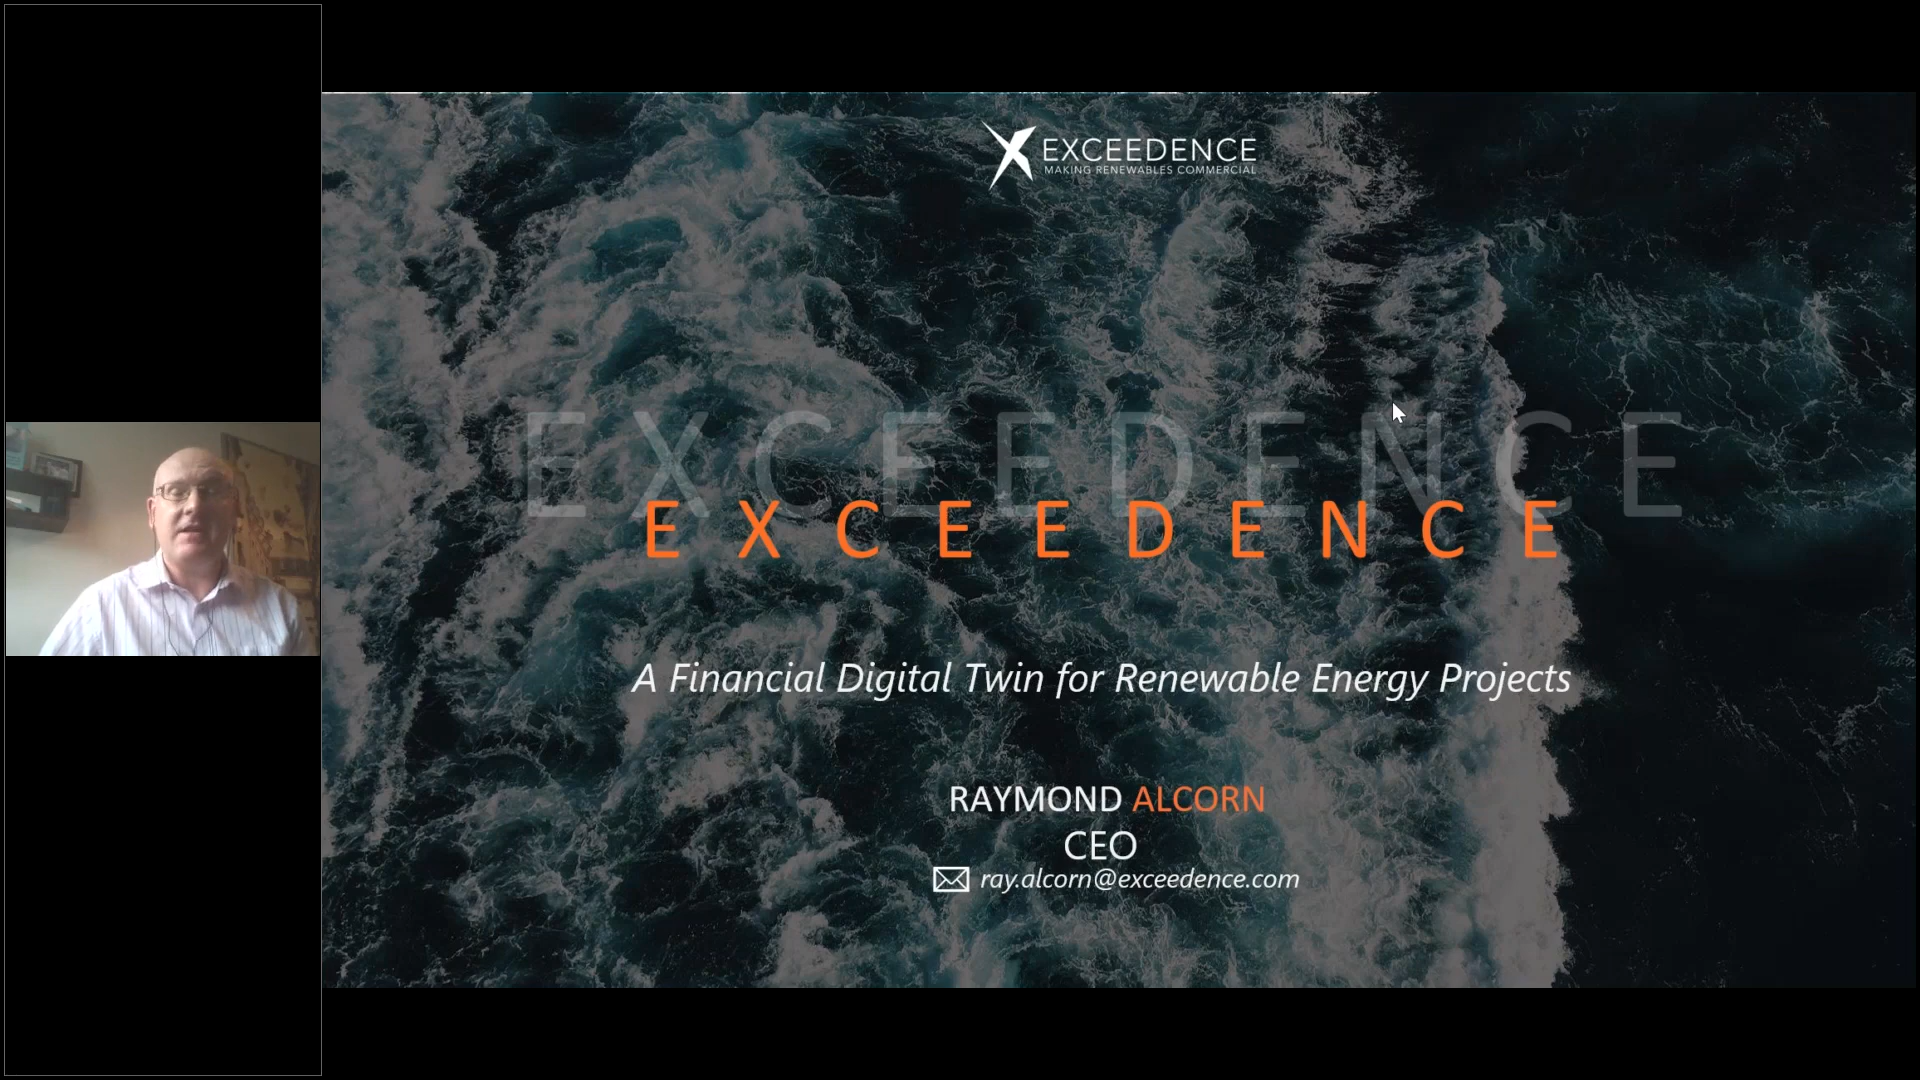 EXCEEDENCE
MAKING RENEWABLES COMMERCIAL
EXCEEDENCE
EXCEEDENCE
A Financial Digital Twin for Renewable Energy Projects
RAYMOND ALCORN
CEO
ray.alcorn@exceedence.com